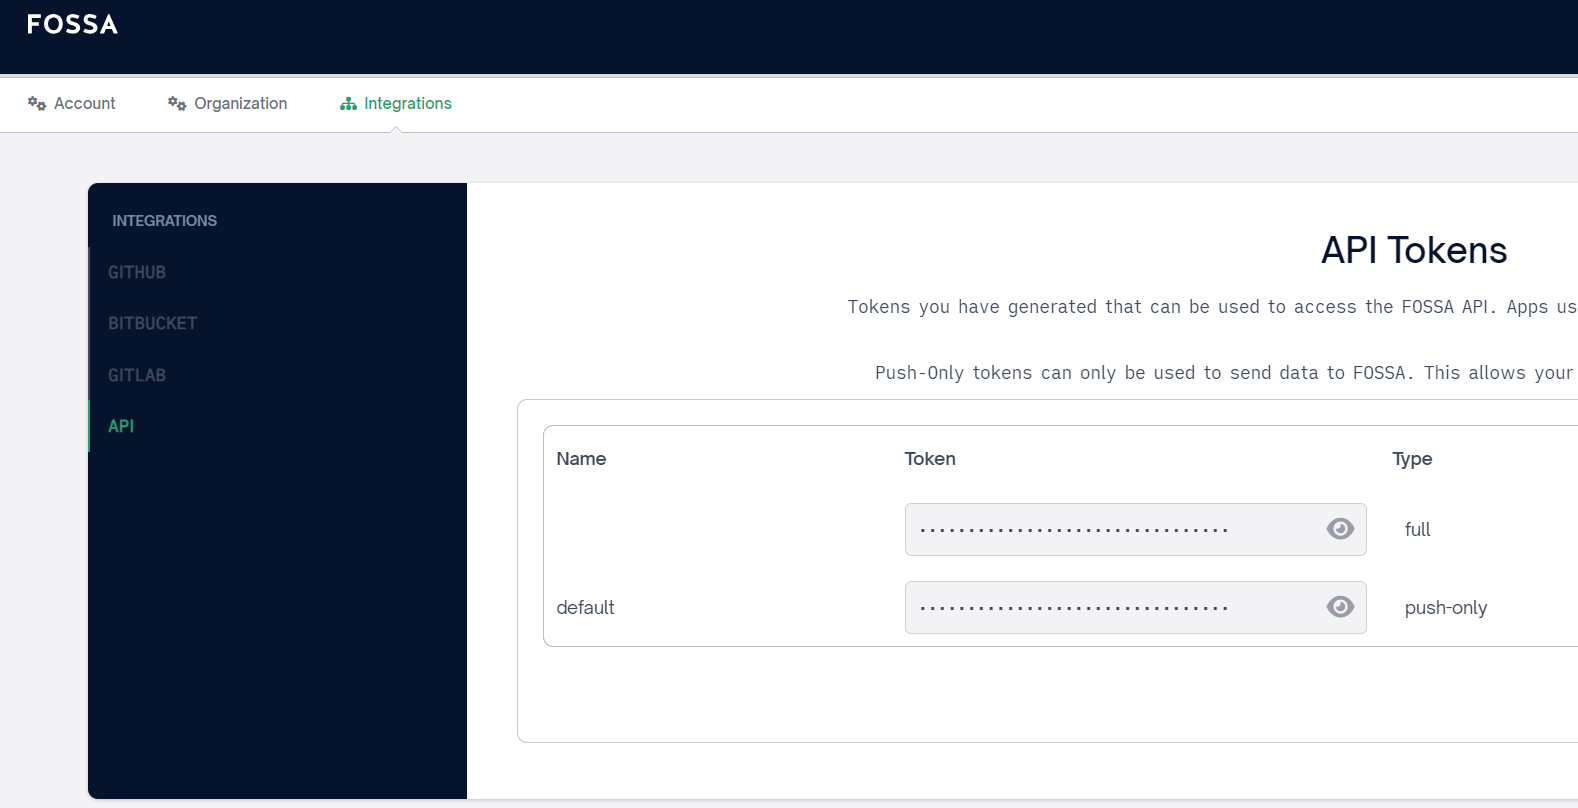 FOSSA
Account Organization Integrations
INTEGRATIONS
GITHUB
BITBUCKET
GITLAB
API
API Tokens
Tokens you have generated that can be used to access the FOSSA API. Apps us
Push-Only tokens can only be used to send data to FOSSA. This allows your
Name Token Type
································ full
default ································ push-only